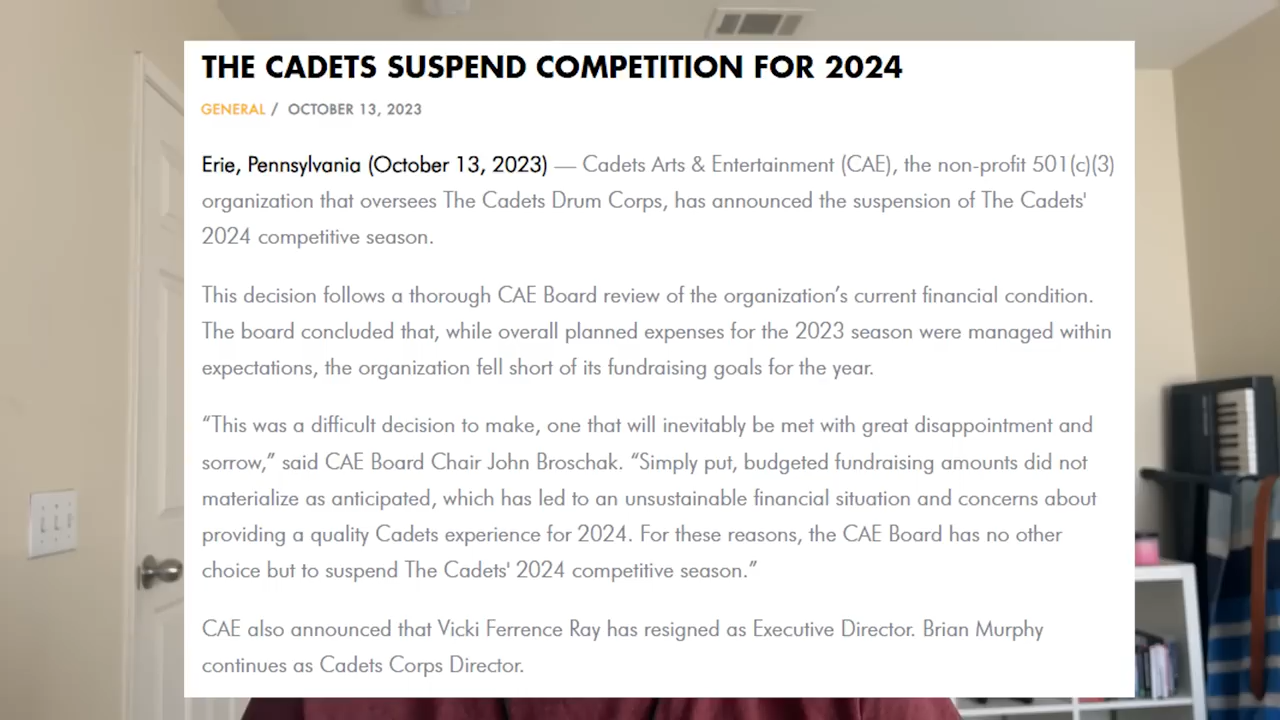 THE CADETS SUSPEND COMPETITION FOR 2024
GENERAL / OCTOBER 13, 2023
Erie, Pennsylvania (October 13, 2023) — Cadets Arts & Entertainment (CAE), the non-profit 501(c)(3)
organization that oversees The Cadets Drum Corps, has announced the suspension of The Cadets'
2024 competitive season.
This decision follows a thorough CAE Board review of the organization’s current financial condition.
The board concluded that, while overall planned expenses for the 2023 season were managed within
expectations, the organization fell short of its fundraising goals for the year.
“This was a difficult decision to make, one that will inevitably be met with great disappointment and
sorrow,” said CAE Board Chair John Broschak. “Simply put, budgeted fundraising amounts did not
materialize as anticipated, which has led to an unsustainable financial situation and concerns about
providing a quality Cadets experience for 2024. For these reasons, the CAE Board has no other
choice but to suspend The Cadets' 2024 competitive season.”
CAE also announced that Vicki Ferrence Ray has resigned as Executive Director. Brian Murphy
continues as Cadets Corps Director.